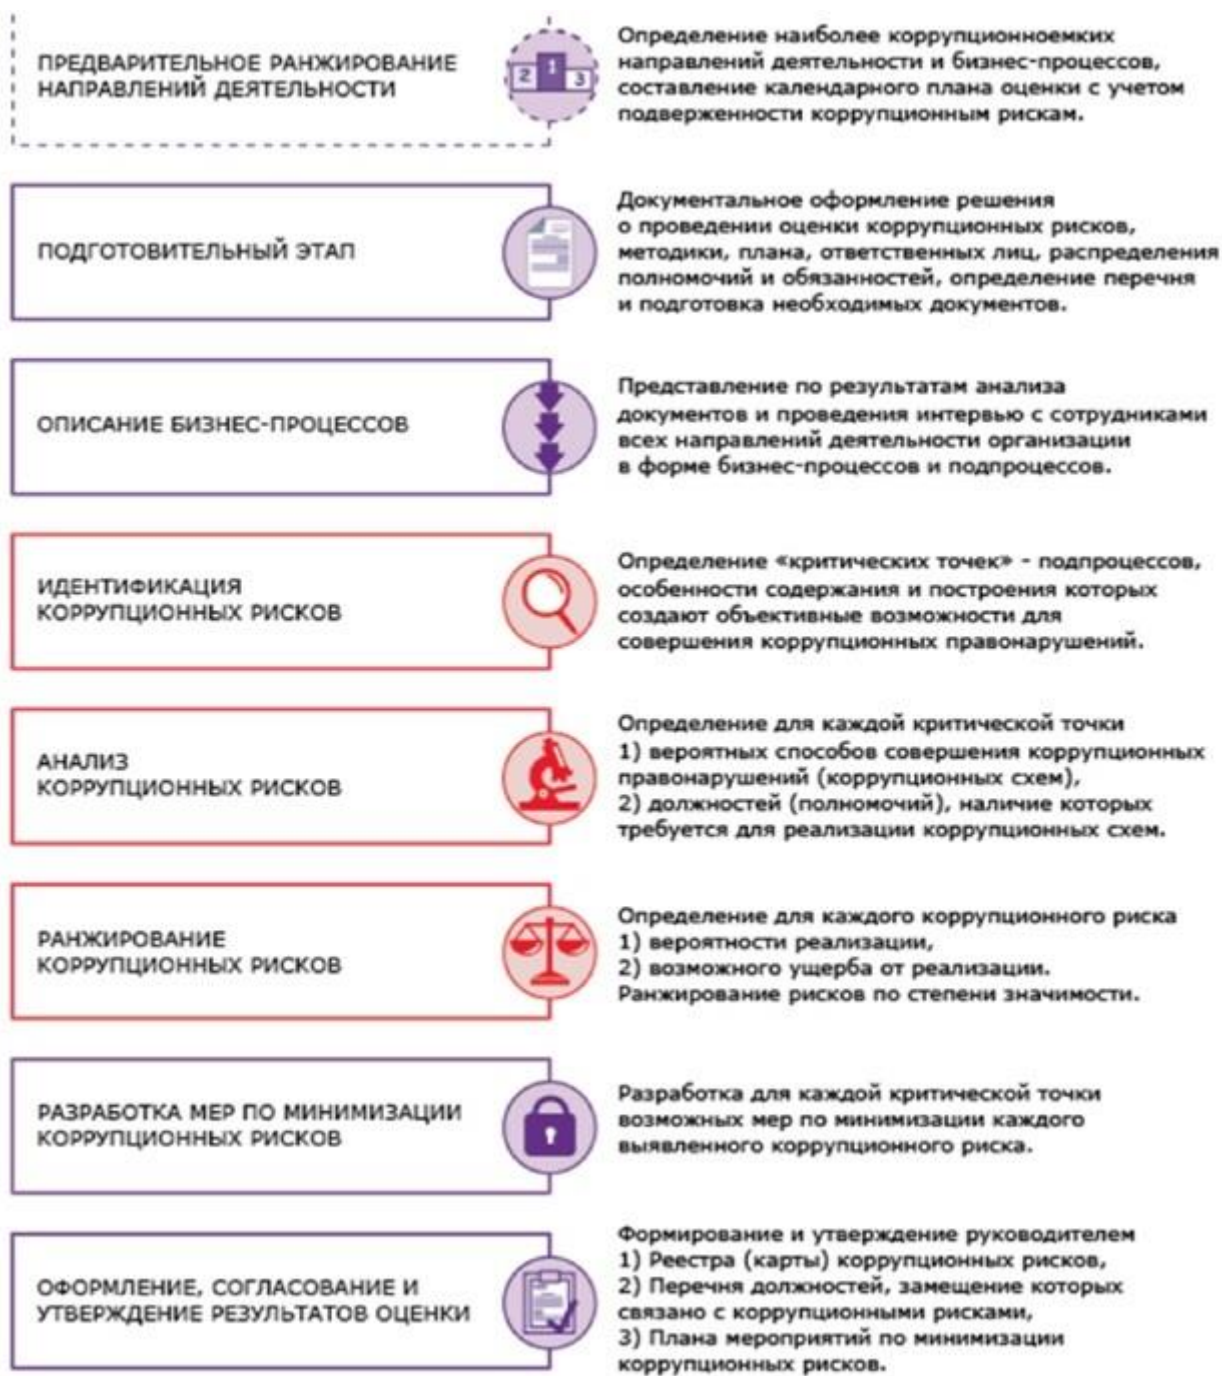 ПРЕДВАРИТЕЛЬНОЕ РАНЖИРОВАНИЕ
НАПРАВЛЕНИЙ ДЕЯТЕЛЬНОСТИ
2 1 3
Определение наиболее коррупционноемких
направлений деятельности и бизнес-процессов,
составление календарного плана оценки с учетом
подверженности коррупционным рискам.
ПОДГОТОВИТЕЛЬНЫЙ ЭТАП
Документальное оформление решения
о проведении оценки коррупционных рисков,
методики, плана, ответственных лиц, распределения
полномочий и обязанностей, определение перечня
и подготовка необходимых документов.
ОПИСАНИЕ БИЗНЕС-ПРОЦЕССОВ
Представление по результатам анализа
документов и проведения интервью с сотрудниками
всех направлений деятельности организации
в форме бизнес-процессов и подпроцессов.
ИДЕНТИФИКАЦИЯ
КОРРУПЦИОННЫХ РИСКОВ
Определение «критических точек» - подпроцессов,
особенности содержания и построения которых
создают объективные возможности для
совершения коррупционных правонарушений.
АНАЛИЗ
КОРРУПЦИОННЫХ РИСКОВ
Определение для каждой критической точки
1) вероятных способов совершения коррупционных
правонарушений (коррупционных схем),
2) должностей (полномочий), наличие которых
требуется для реализации коррупционных схем.
РАНЖИРОВАНИЕ
КОРРУПЦИОННЫХ РИСКОВ
Определение для каждого коррупционного риска
1) вероятности реализации,
2) возможного ущерба от реализации.
Ранжирование рисков по степени значимости.
РАЗРАБОТКА МЕР ПО МИНИМИЗАЦИИ
КОРРУПЦИОННЫХ РИСКОВ
Разработка для каждой критической точки
возможных мер по минимизации каждого
выявленного коррупционного риска.
ОФОРМЛЕНИЕ, СОГЛАСОВАНИЕ И
УТВЕРЖДЕНИЕ РЕЗУЛЬТАТОВ ОЦЕНКИ
Формирование и утверждение руководителем
1) Реестра (карты) коррупционных рисков,
2) Перечня должностей, замещение которых
связано с коррупционными рисками,
3) Плана мероприятий по минимизации
коррупционных рисков.